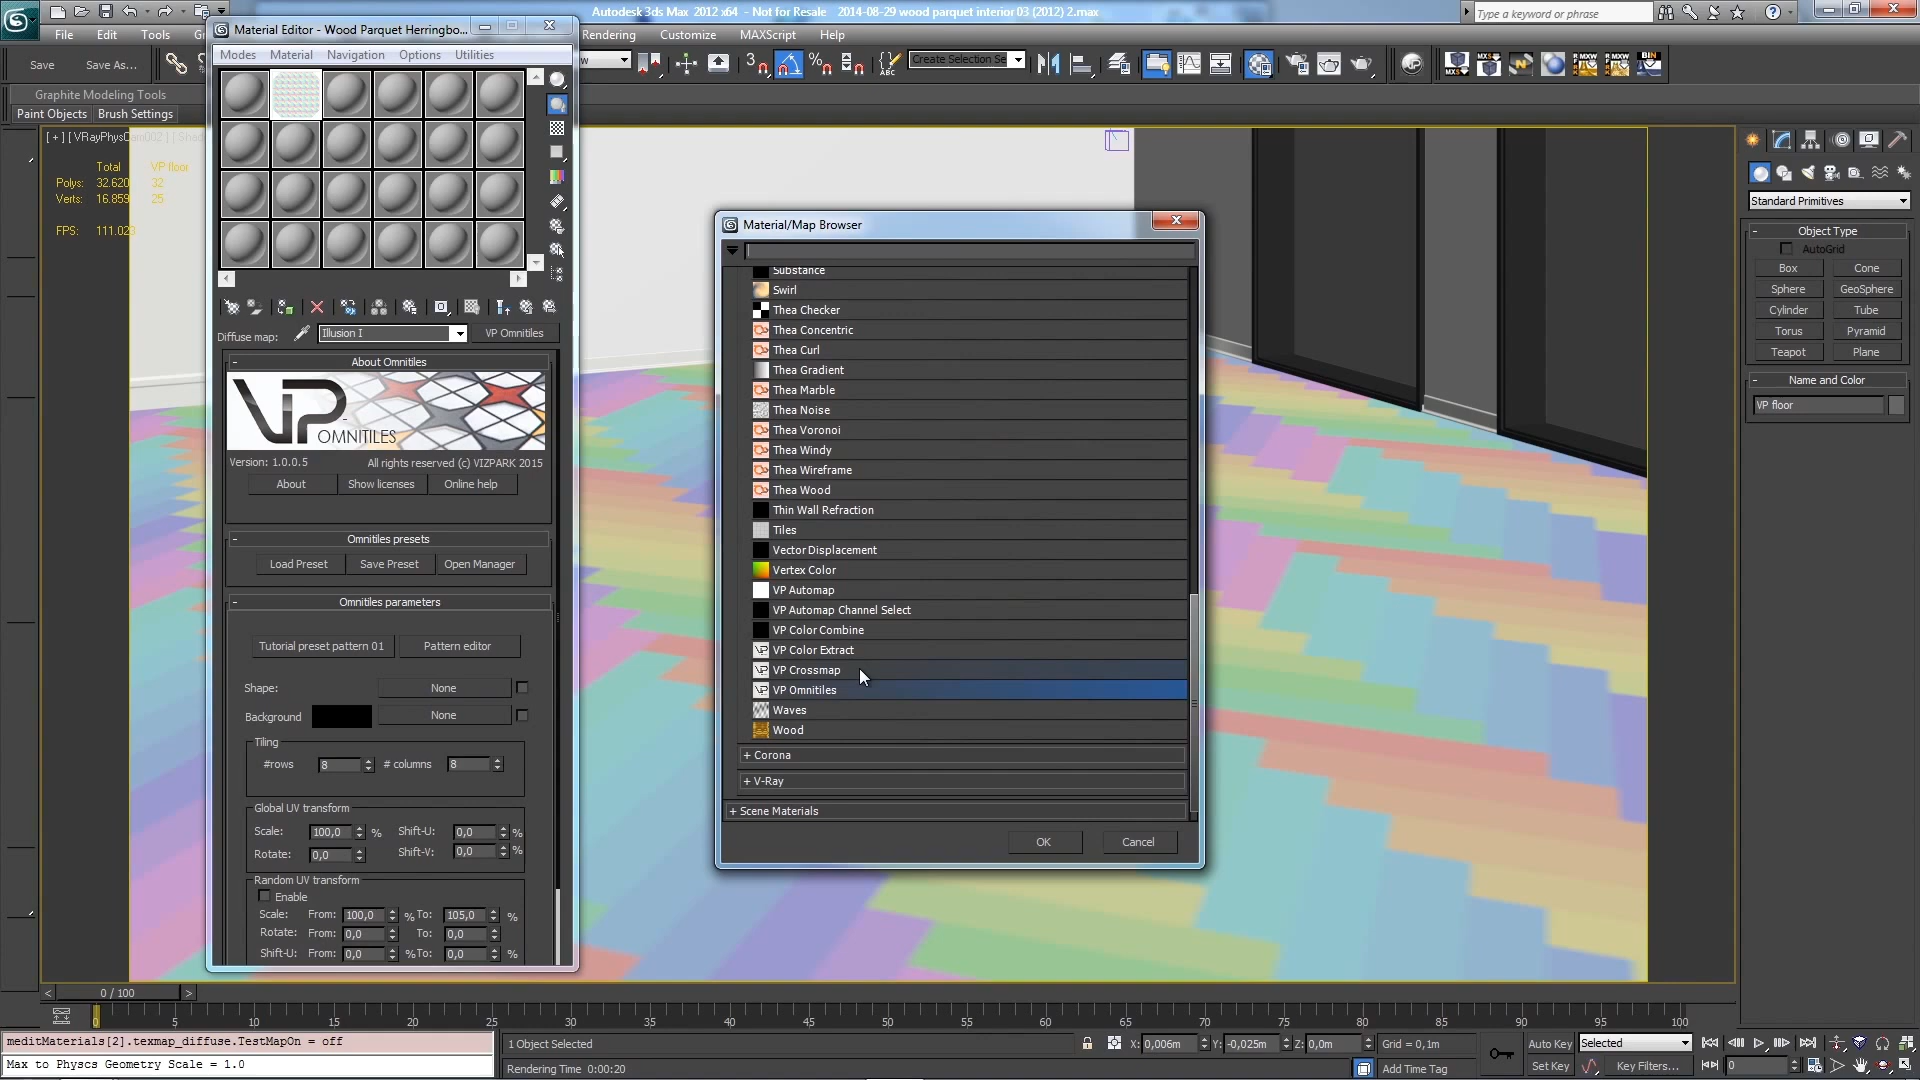 Autodesk 3ds Max 2012 x64 - Not for Resale 2014-08-29 wood parquet interior 03 (2012) 2.max
Type a keyword or phrase
Material Editor - Wood Parquet Herringbo...
File Edit Tools
Rendering Customize MAXScript Help
Modes Material Navigation Options Utilities
Save Save As...
Create Selection Se
Graphite Modeling Tools
Paint Objects Brush Settings
[ + ] [ VRayPhysCam002 ]
Total VP floor
Polys: 32.620 32
Verts: 16.859 25
FPS:
Diffuse map: Illusion I VP Omnitiles
- About Omnitiles
VP-OMNITILES
Version: 1.0.0.5 All rights reserved (c) VIZPARK 2015
About Show licenses Online help
- Omnitiles presets
Load Preset Save Preset Open Manager
- Omnitiles parameters
Tutorial preset pattern 01 Pattern editor
Shape: None
Background None
Tiling
#rows 8 # columns 8
Global UV transform
Scale: 100,0 % Shift-U: 0,0 %
Rotate: 0,0 Shift-V: 0,0 %
Random UV transform
Enable
Scale: From: 100,0 % To: 105,0 %
Rotate: From: 0,0 To: 0,0
Shift-U: From: 0,0 % To: 0,0 %
Material/Map Browser
Substance
Swirl
Thea Checker
Thea Concentric
Thea Curl
Thea Gradient
Thea Marble
Thea Noise
Thea Voronoi
Thea Windy
Thea Wireframe
Thea Wood
Thin Wall Refraction
Tiles
Vector Displacement
Vertex Color
VP Automap
VP Automap Channel Select
VP Color Combine
VP Color Extract
VP Crossmap
VP Omnitiles
Waves
Wood
+ Corona
+ V-Ray
+ Scene Materials
OK Cancel
Standard Primitives
- Object Type
AutoGrid
Box Cone
Sphere GeoSphere
Cylinder Tube
Torus Pyramid
Teapot Plane
- Name and Color
VP floor
< 0 / 100 >
0 5 10 15 20 25 30 35 40 45 50 55 60 65 70 75 80 85 90 95 100
meditMaterials[2].texmap_diffuse.TestMapOn = off
Max to Physcs Geometry Scale = 1.0
1 Object Selected
Rendering Time 0:00:20
X: 0,006m Y: -0,025m Z: 0,0m Grid = 0,1m
Add Time Tag
Auto Key Selected
Set Key Key Filters... 0